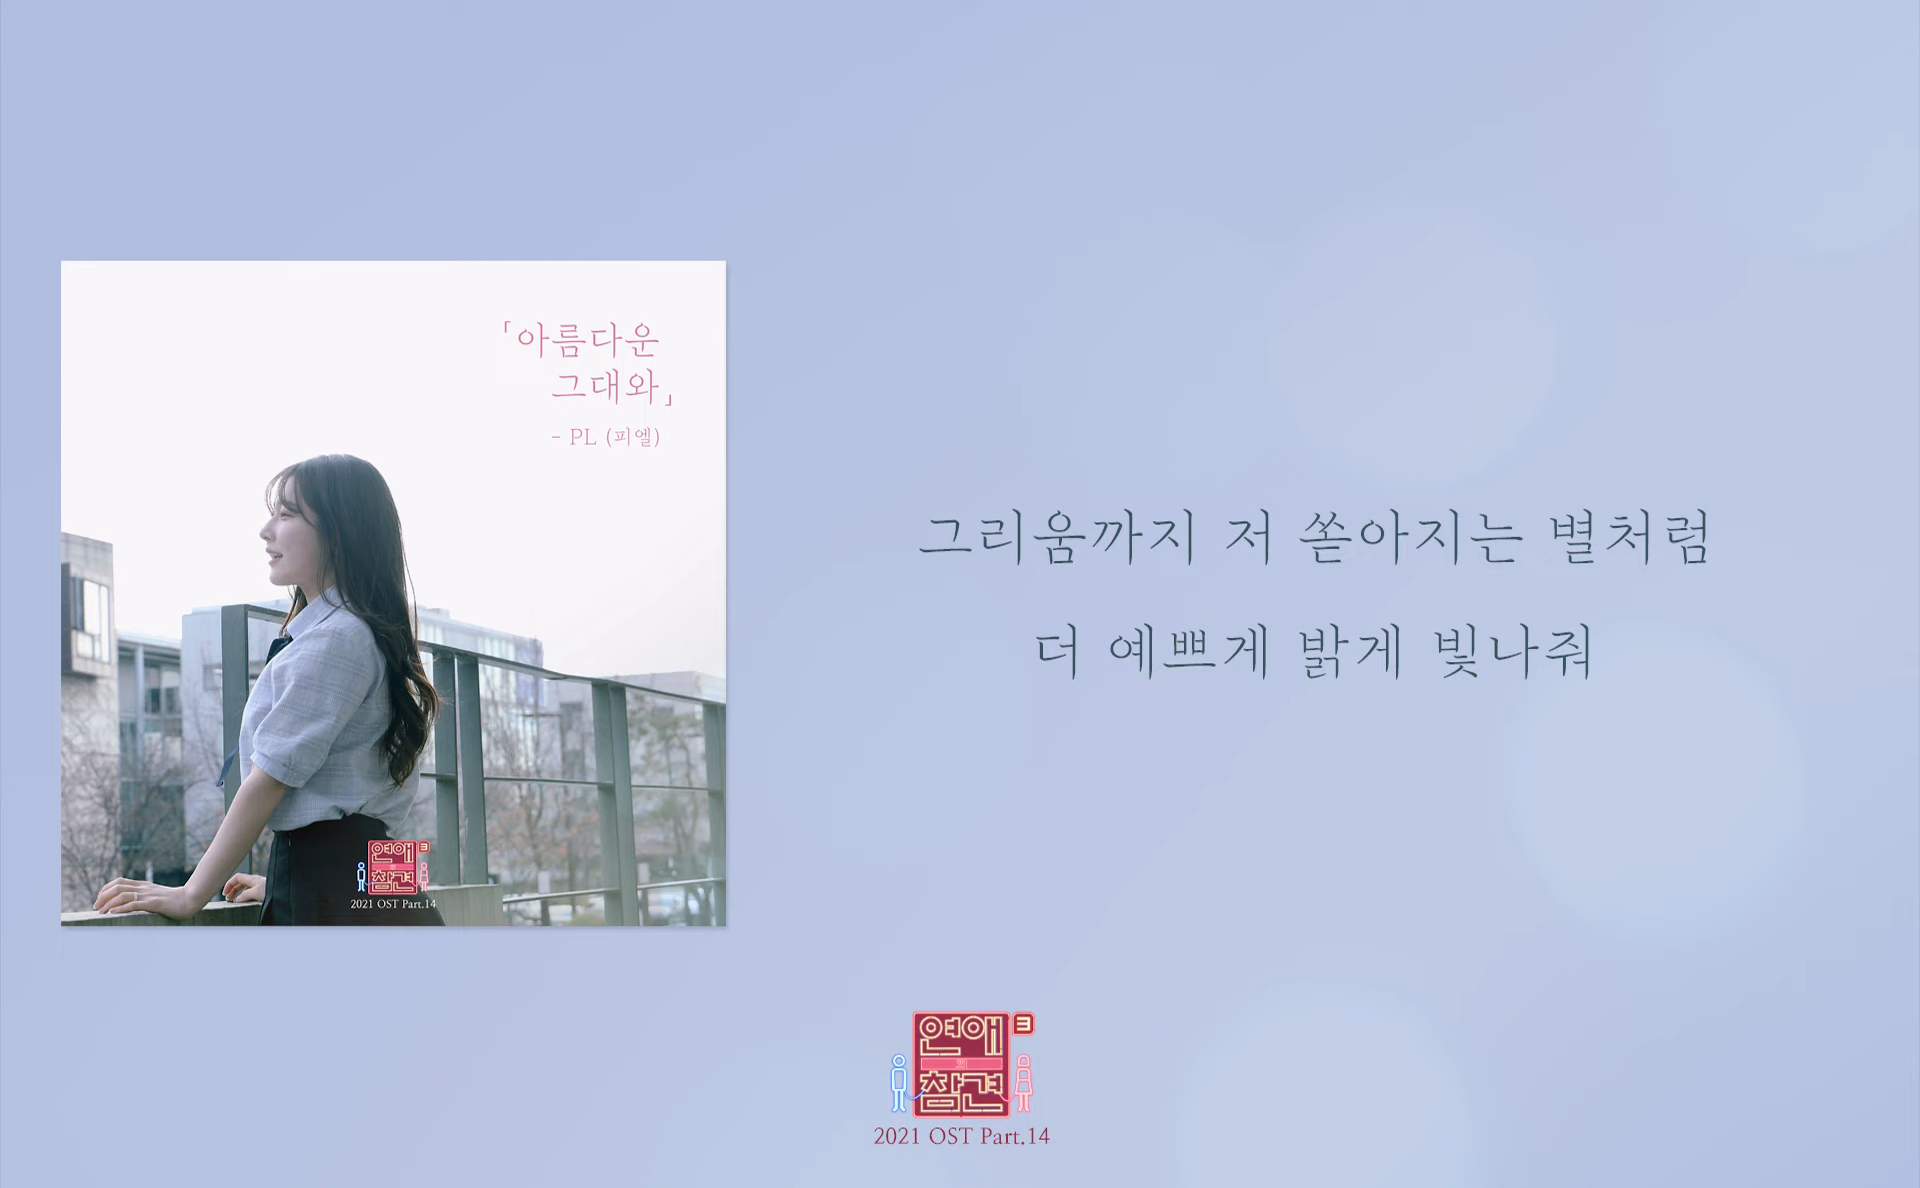 「아름다운
그대와」
- PL (피엘)
연애 3
의
참견
2021 OST Part.14
그리움까지 저 쏟아지는 별처럼
더 예쁘게 밝게 빛나줘
연애 3
의
참견
2021 OST Part.14